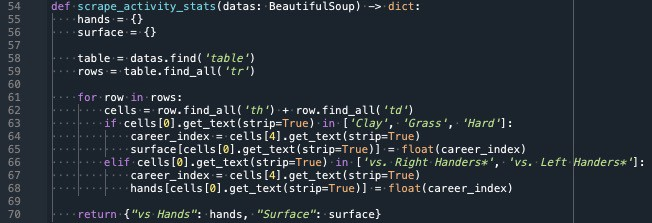 54 def scrape_activity_stats(datas: BeautifulSoup) -> dict:
55     hands = {}
56     surface = {}
57
58     table = datas.find('table')
59     rows = table.find_all('tr')
60
61     for row in rows:
62         cells = row.find_all('th') + row.find_all('td')
63         if cells[0].get_text(strip=True) in ['Clay', 'Grass', 'Hard']:
64             career_index = cells[4].get_text(strip=True)
65             surface[cells[0].get_text(strip=True)] = float(career_index)
66         elif cells[0].get_text(strip=True) in ['vs. Right Handers*', 'vs. Left Handers*']:
67             career_index = cells[4].get_text(strip=True)
68             hands[cells[0].get_text(strip=True)] = float(career_index)
69
70     return {"vs Hands": hands, "Surface": surface}